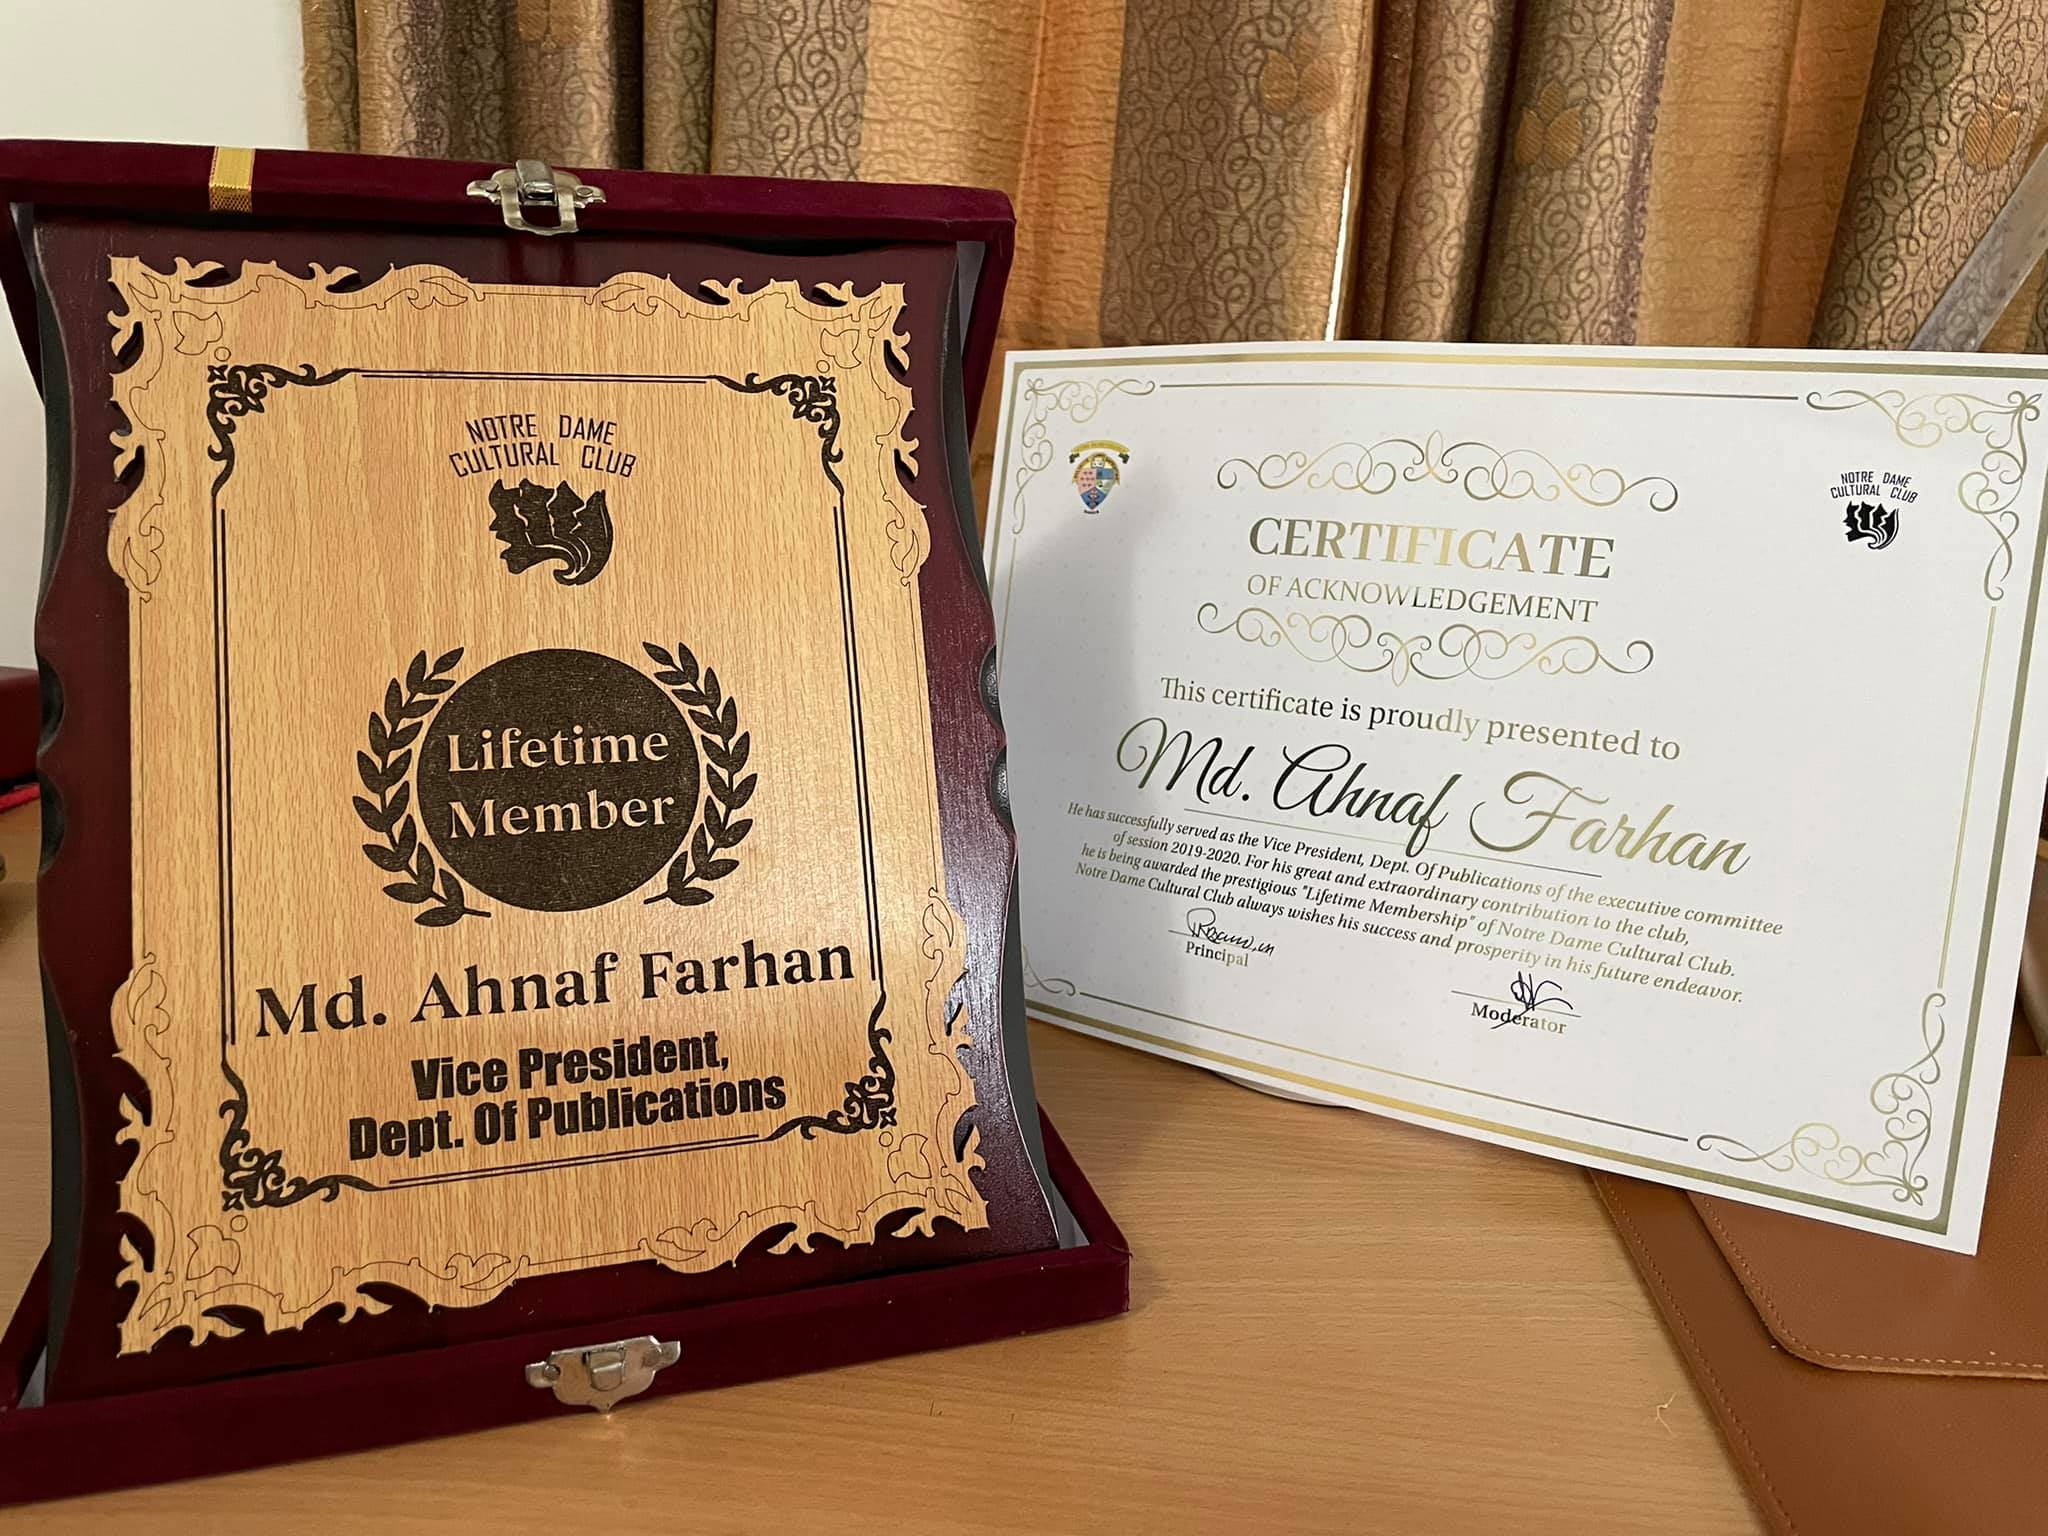 NOTRE DAME
CULTURAL CLUB
Lifetime
Member
Md. Ahnaf Farhan
Vice President,
Dept. Of Publications
NOTRE DAME
CULTURAL CLUB
CERTIFICATE
OF ACKNOWLEDGEMENT
This certificate is proudly presented to
Md. Ahnaf Farhan
He has successfully served as the Vice President, Dept. Of Publications of the executive committee
of session 2019-2020. For his great and extraordinary contribution to the club,
he is being awarded the prestigious "Lifetime Membership" of Notre Dame Cultural Club.
Notre Dame Cultural Club always wishes his success and prosperity in his future endeavor.
Principal
Moderator